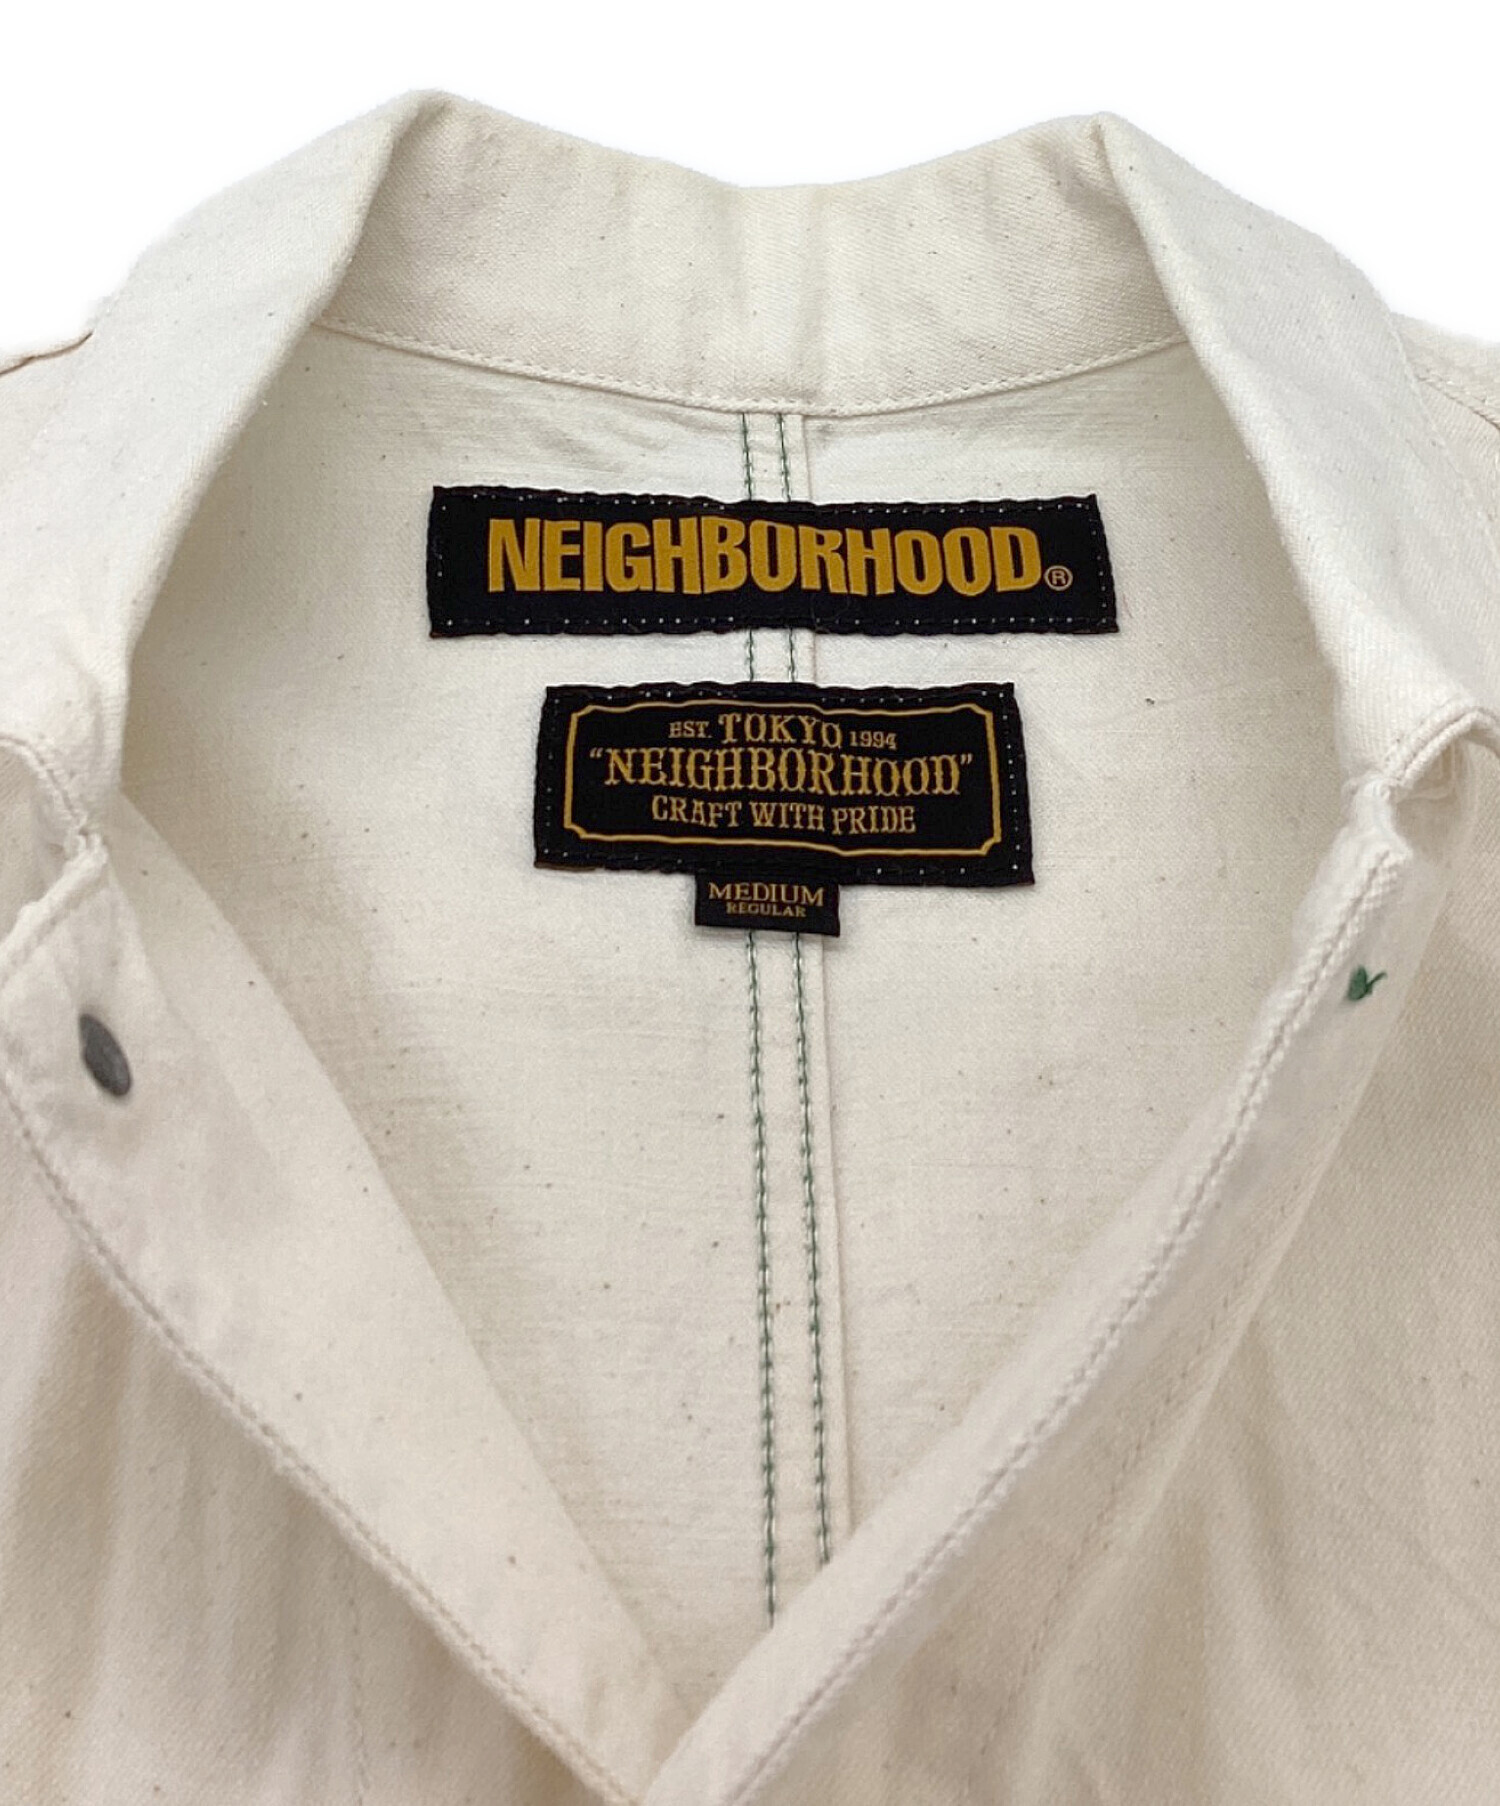 NEIGHBORHOOD®
EST. TOKYO 1994
“NEIGHBORHOOD”
CRAFT WITH PRIDE
MEDIUM
REGULAR